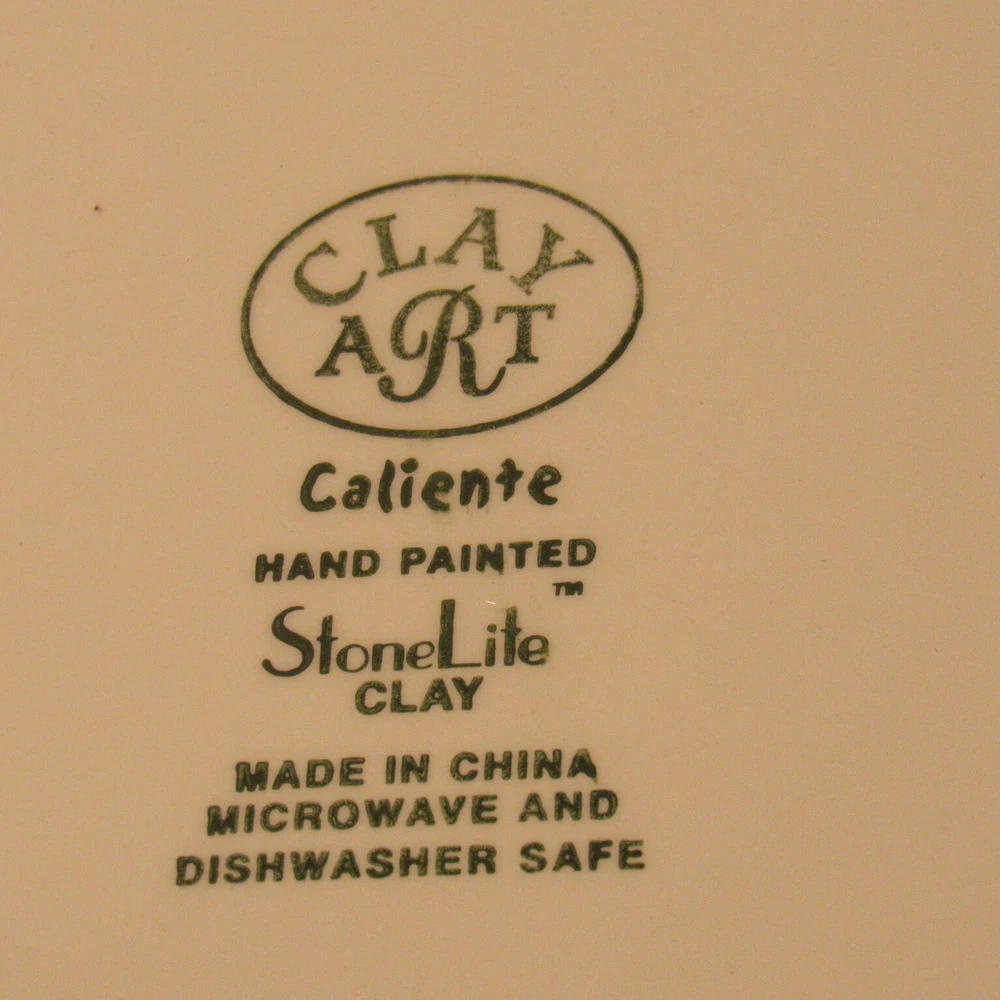 CLAY
ART
Caliente
HAND PAINTED
StoneLite™
CLAY
MADE IN CHINA
MICROWAVE AND
DISHWASHER SAFE